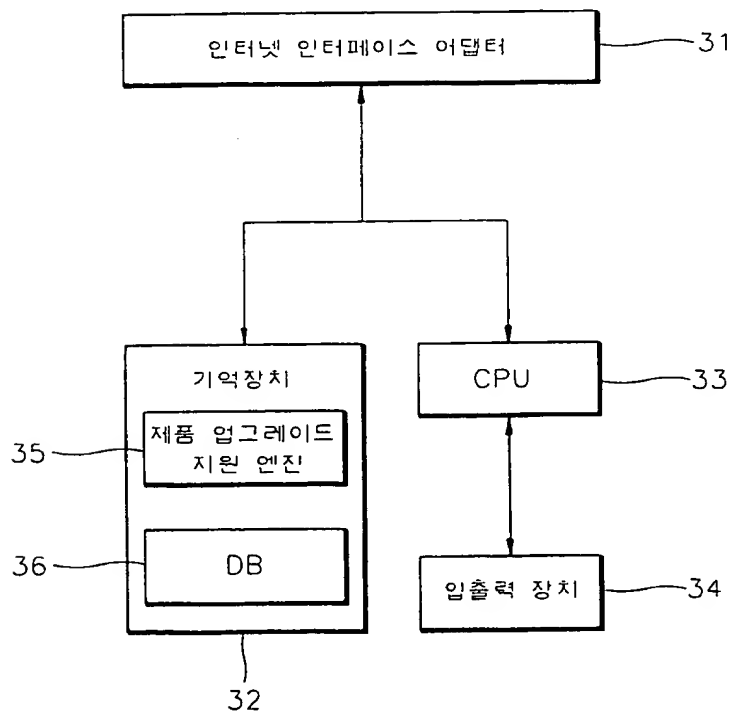 인터넷 인터페이스 어댑터
31
기억장치
CPU
33
제품 업그레이드
지원 엔진
35
DB
36
입출력 장치
34
32